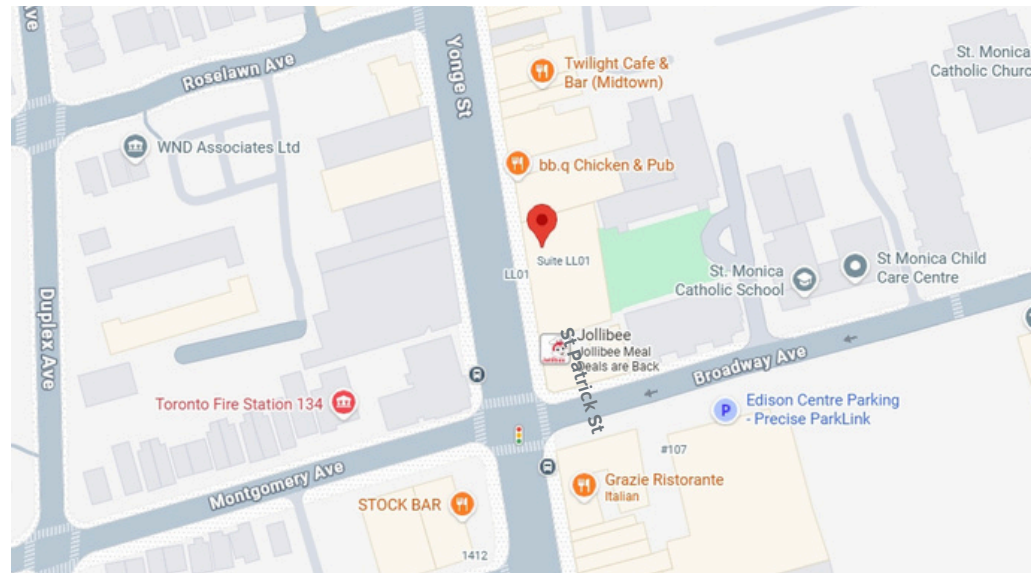 Ave
Roselawn Ave
Yonge St
Twilight Cafe &
Bar (Midtown)
St. Monica
Catholic Churc
WND Associates Ltd
bb.q Chicken & Pub
Suite LL01
LL01
St. Monica
Catholic School
St Monica Child
Care Centre
Duplex Ave
Jollibee
Jollibee Meal
Deals are Back
St Patrick St
Broadway Ave
Toronto Fire Station 134
P
Edison Centre Parking
- Precise ParkLink
Montgomery Ave
#107
STOCK BAR
Grazie Ristorante
Italian
1412
Ave